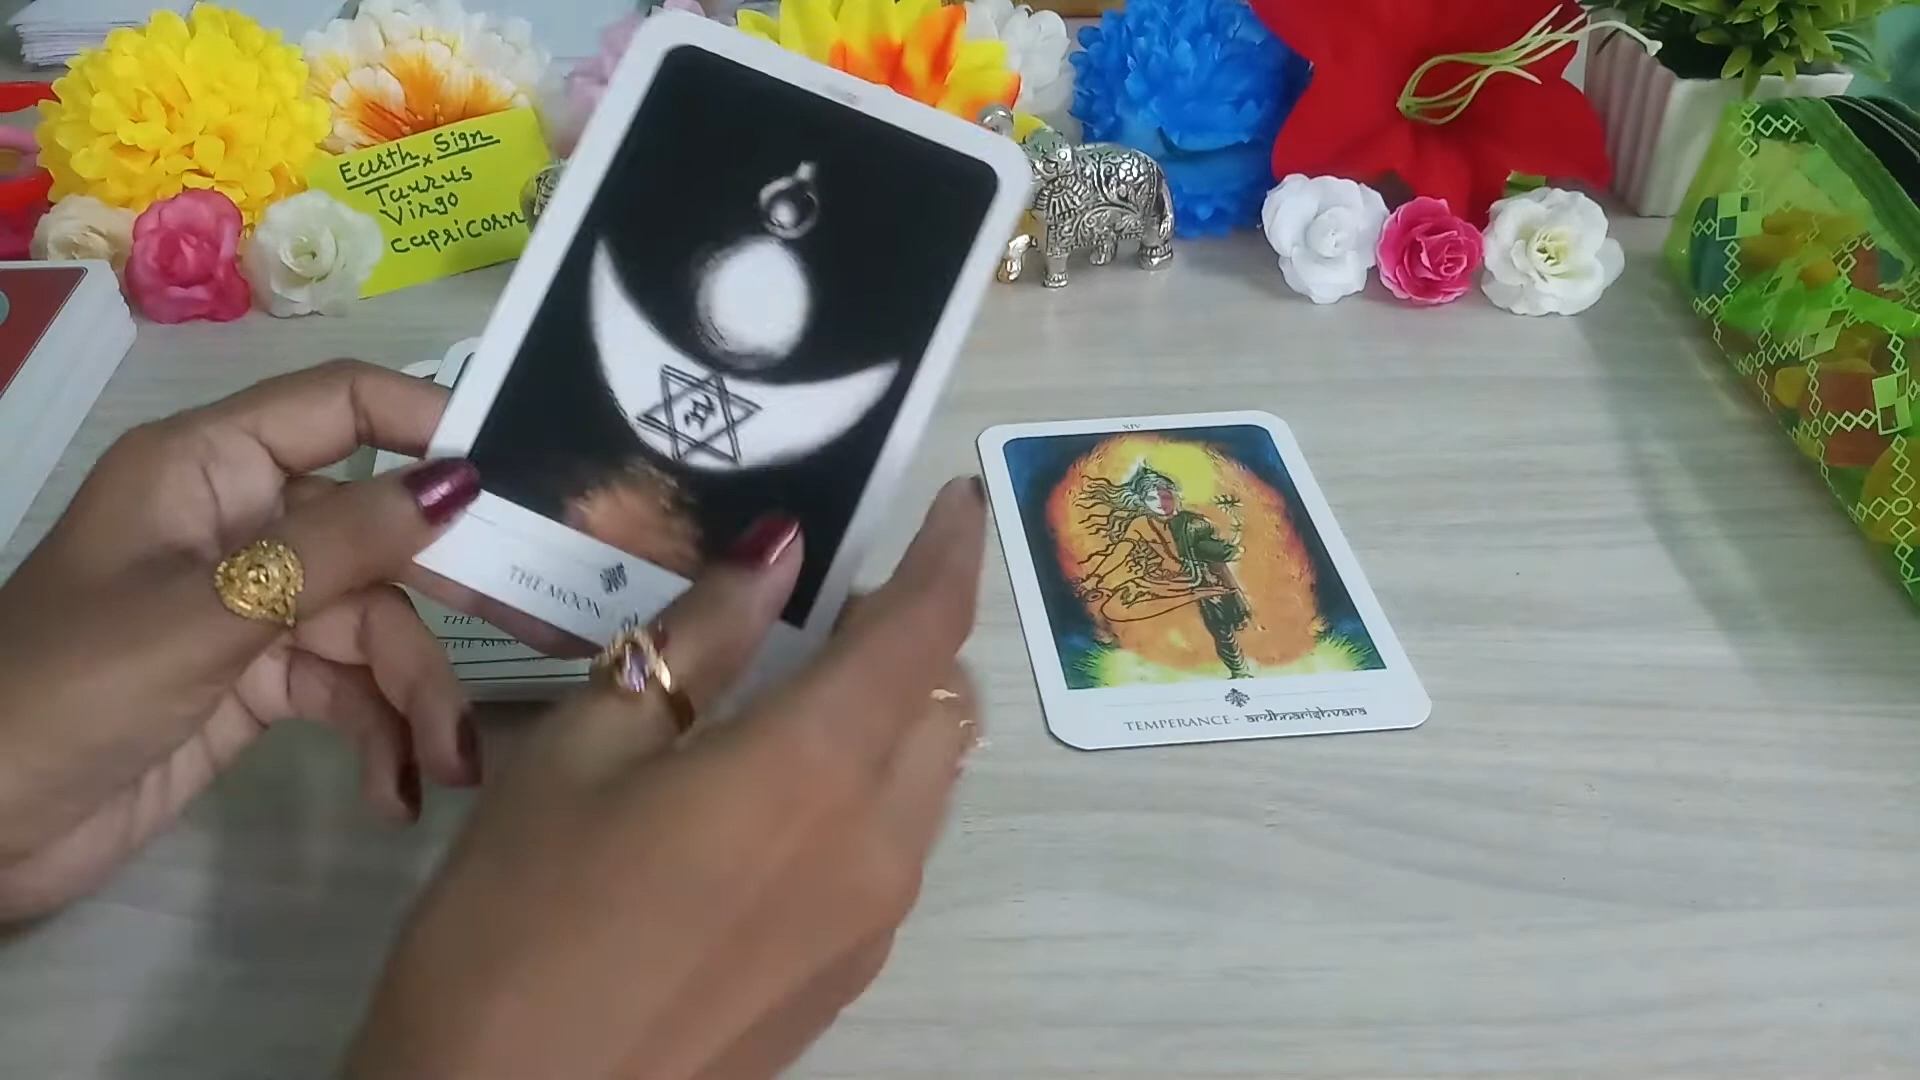 Earth Sign
Taurus
Virgo
Capricorn
THE MOON
XIV
TEMPERANCE - ardhnarishvara